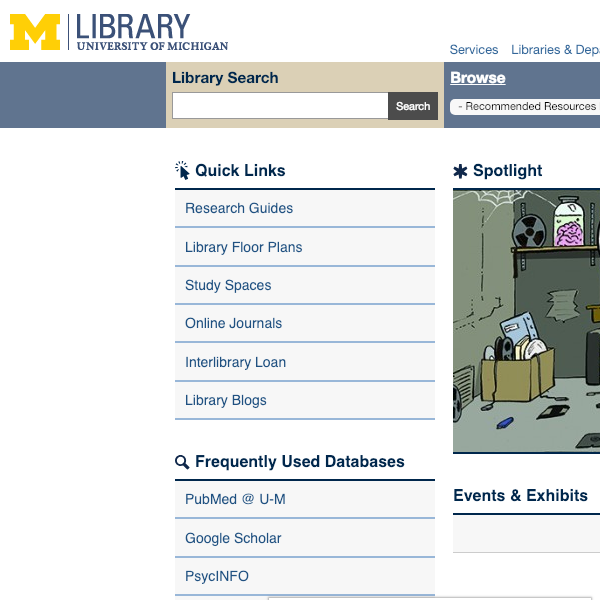 M LIBRARY
UNIVERSITY OF MICHIGAN
Services Libraries & Depa
Library Search
Search
Browse
- Recommended Resources
Quick Links
Research Guides
Library Floor Plans
Study Spaces
Online Journals
Interlibrary Loan
Library Blogs
Spotlight
Frequently Used Databases
PubMed @ U-M
Google Scholar
PsycINFO
Events & Exhibits